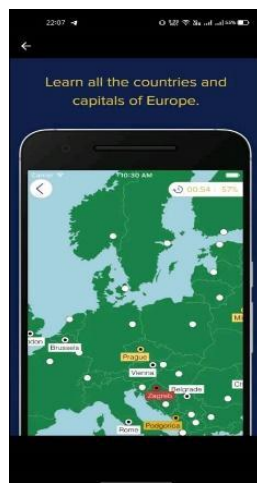 22:07
Learn all the countries and
capitals of Europe.
10:30 AM
00:54 57%
Brussels
Prague
Vienna
Zagreb
Belgrade
Rome
Podgorica